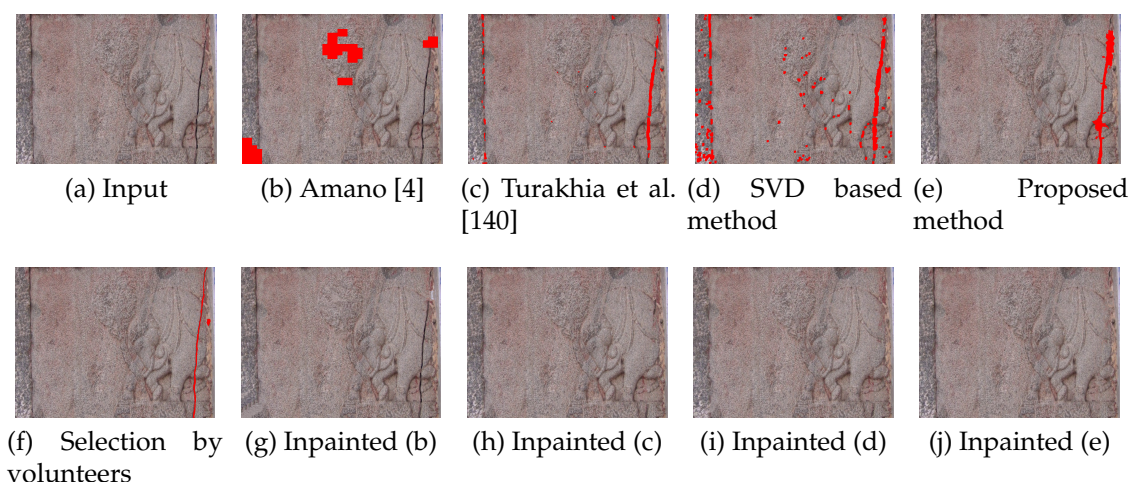 (a) Input
(b) Amano [4]
(c) Turakhia et al.
[140]
(d) SVD based
method
(e) Proposed
method
(f) Selection by
volunteers
(g) Inpainted (b)
(h) Inpainted (c)
(i) Inpainted (d)
(j) Inpainted (e)